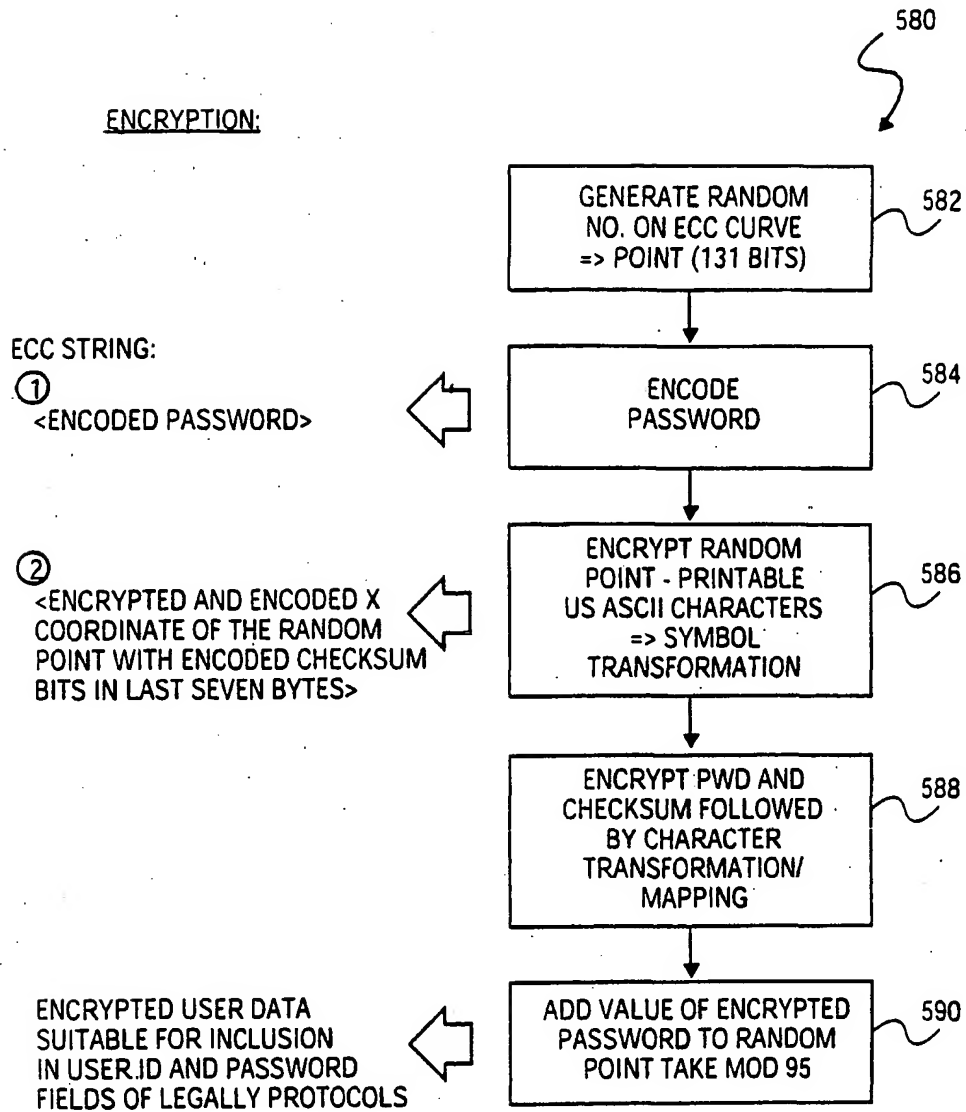 580
ENCRYPTION:
GENERATE RANDOM
NO. ON ECC CURVE
=> POINT (131 BITS)
582
ECC STRING:
1
<ENCODED PASSWORD>
ENCODE
PASSWORD
584
2
<ENCRYPTED AND ENCODED X
COORDINATE OF THE RANDOM
POINT WITH ENCODED CHECKSUM
BITS IN LAST SEVEN BYTES>
ENCRYPT RANDOM
POINT - PRINTABLE
US ASCII CHARACTERS
=> SYMBOL
TRANSFORMATION
586
ENCRYPT PWD AND
CHECKSUM FOLLOWED
BY CHARACTER
TRANSFORMATION/
MAPPING
588
ENCRYPTED USER DATA
SUITABLE FOR INCLUSION
IN USER.ID AND PASSWORD
FIELDS OF LEGALLY PROTOCOLS
ADD VALUE OF ENCRYPTED
PASSWORD TO RANDOM
POINT TAKE MOD 95
590